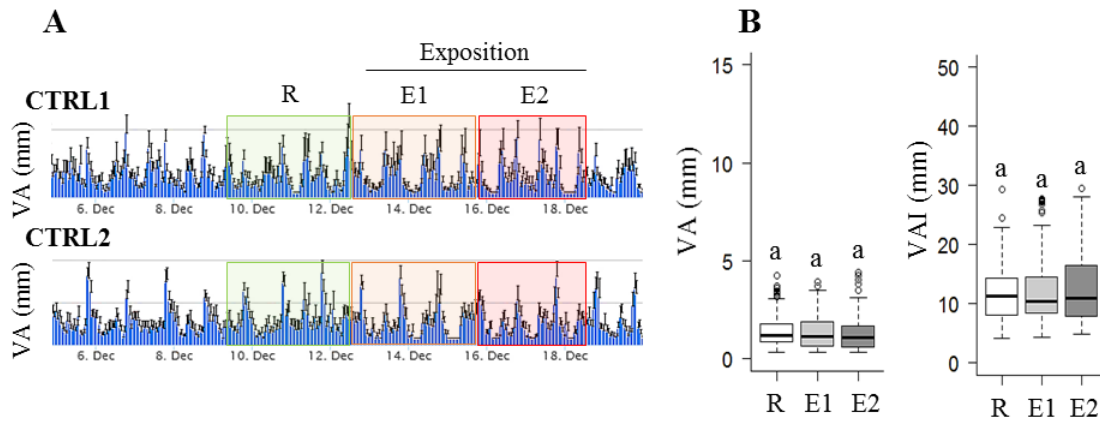 A
Exposition
R E1 E2
CTRL1
VA (mm)
6. Dec 8. Dec 10. Dec 12. Dec 14. Dec 16. Dec 18. Dec
CTRL2
VA (mm)
6. Dec 8. Dec 10. Dec 12. Dec 14. Dec 16. Dec 18. Dec
B
VA (mm)
15
10
5
0
a a a
R E1 E2
VAI (mm)
50
40
30
20
10
0
a a a
R E1 E2